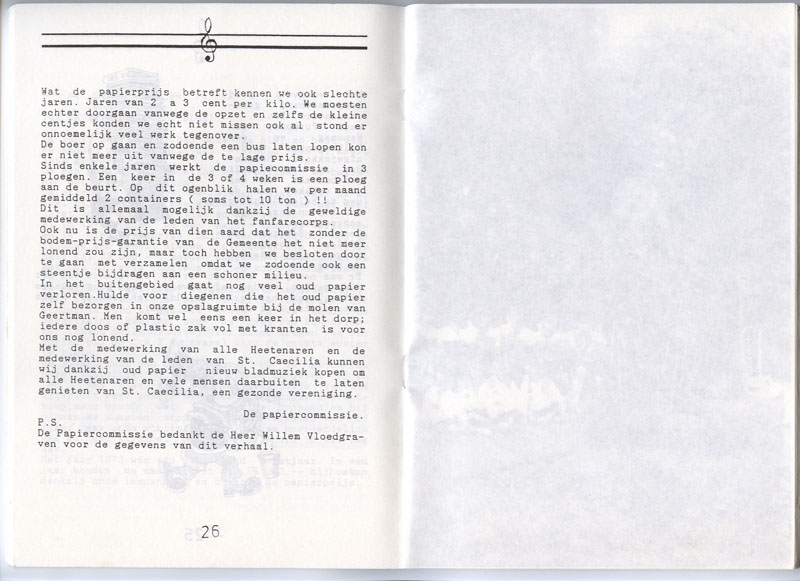 Wat de papierprijs betreft kennen we ook slechte
jaren. Jaren van 2 a 3 cent per kilo. We moesten
echter doorgaan vanwege de opzet en zelfs de kleine
centjes konden we echt niet missen ook al stond er
onnoemelijk veel werk tegenover.
De boer op gaan en zodoende een bus laten lopen kon
er niet meer uit vanwege de te lage prijs.
Sinds enkele jaren werkt de papiecommissie in 3
ploegen. Een keer in de 3 of 4 weken is een ploeg
aan de beurt. Op dit ogenblik halen we per maand
gemiddeld 2 containers ( soms tot 10 ton ) !!
Dit is allemaal mogelijk dankzij de geweldige
medewerking van de leden van het fanfarecorps.
Ook nu is de prijs van dien aard dat het zonder de
bodem-prijs-garantie van de Gemeente het niet meer
lonend zou zijn, maar toch hebben we besloten door
te gaan met verzamelen omdat we zodoende ook een
steentje bijdragen aan een schoner milieu.
In het buitengebied gaat nog veel oud papier
verloren.Hulde voor diegenen die het oud papier
zelf bezorgen in onze opslagruimte bij de molen van
Geertman. Men komt wel eens een keer in het dorp;
iedere doos of plastic zak vol met kranten is voor
ons nog lonend.
Met de medewerking van alle Heetenaren en de
medewerking van de leden van St. Caecilia kunnen
wij dankzij oud papier nieuw bladmuziek kopen om
alle Heetenaren en vele mensen daarbuiten te laten
genieten van St. Caecilia, een gezonde vereniging.
De papiercommissie.
P.S.
De Papiercommissie bedankt de Heer Willem Vloedgra-
ven voor de gegevens van dit verhaal.
26